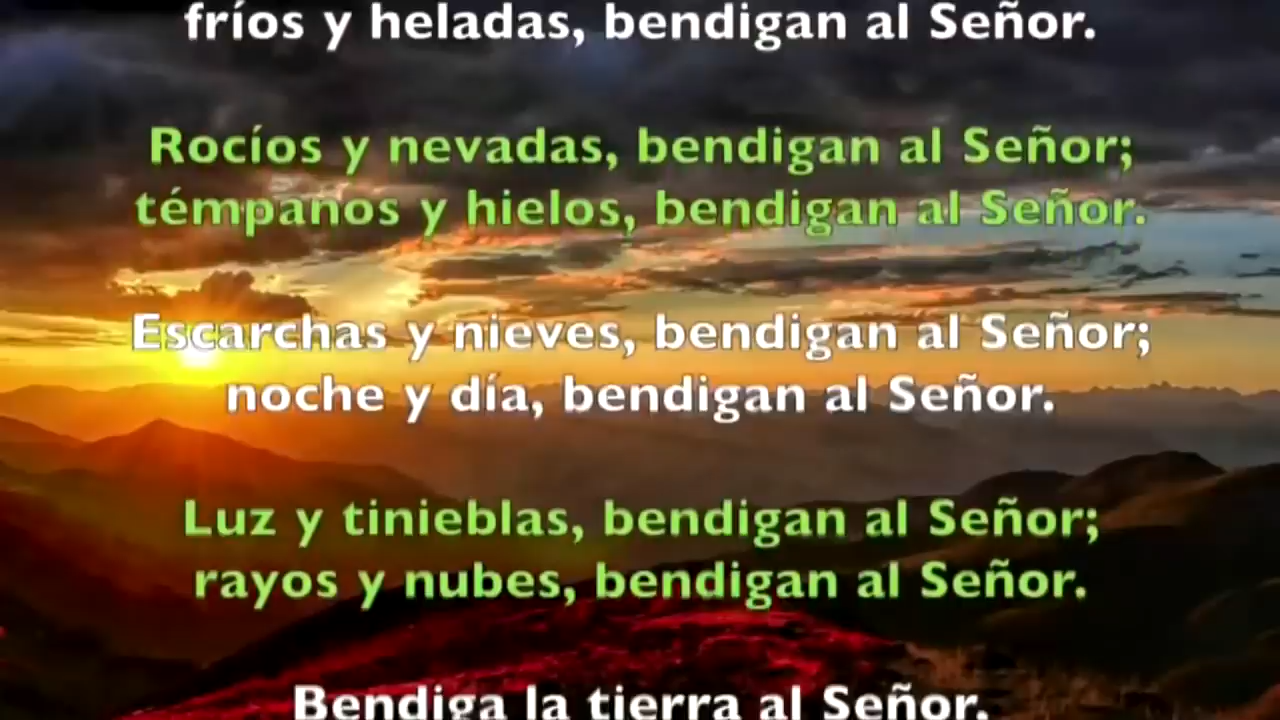 fríos y heladas, bendigan al Señor.
Rocíos y nevadas, bendigan al Señor;
témpanos y hielos, bendigan al Señor.
Escarchas y nieves, bendigan al Señor;
noche y día, bendigan al Señor.
Luz y tinieblas, bendigan al Señor;
rayos y nubes, bendigan al Señor.
Bendiga la tierra al Señor,